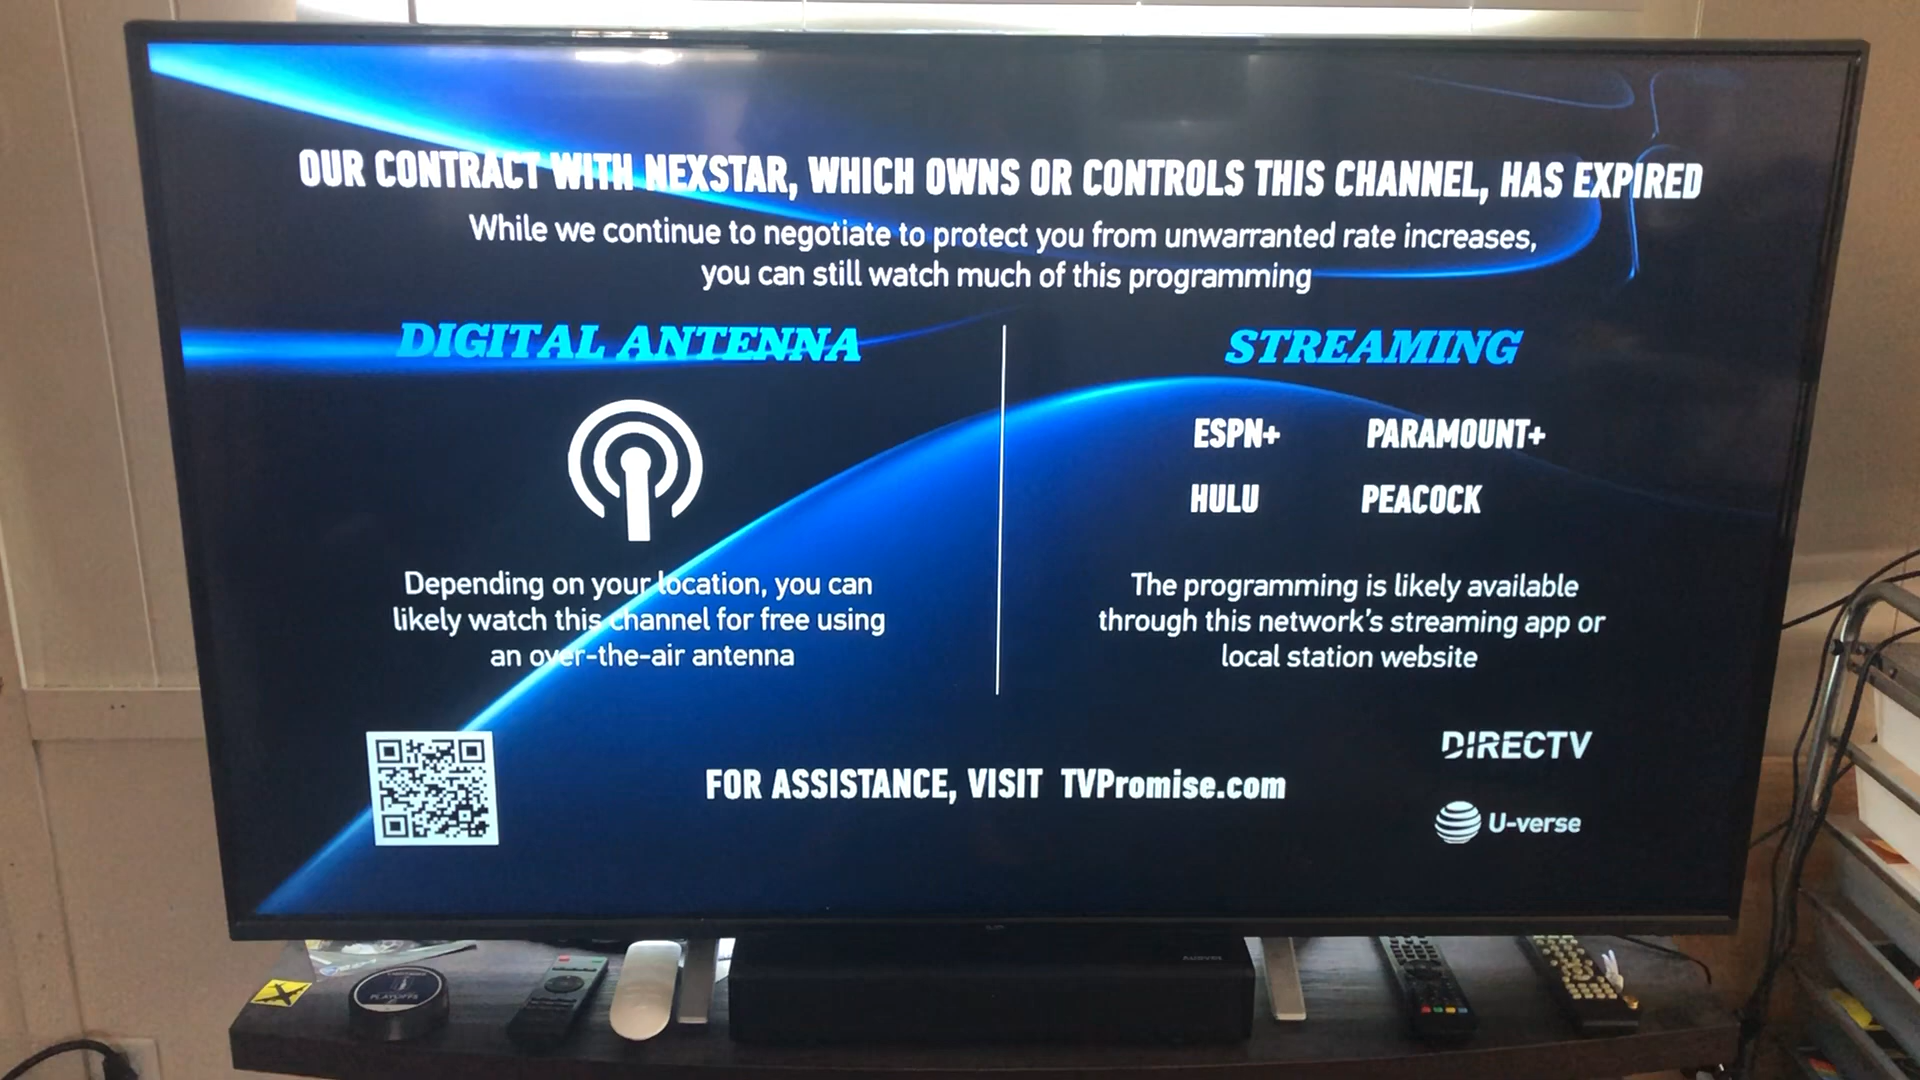 OUR CONTRACT WITH NEXSTAR, WHICH OWNS OR CONTROLS THIS CHANNEL, HAS EXPIRED
While we continue to negotiate to protect you from unwarranted rate increases,
you can still watch much of this programming
DIGITAL ANTENNA
Depending on your location, you can
likely watch this channel for free using
an over-the-air antenna
STREAMING
ESPN+ PARAMOUNT+
HULU PEACOCK
The programming is likely available
through this network's streaming app or
local station website
FOR ASSISTANCE, VISIT TVPromise.com
DIRECTV
U-verse
PLAYOFFS